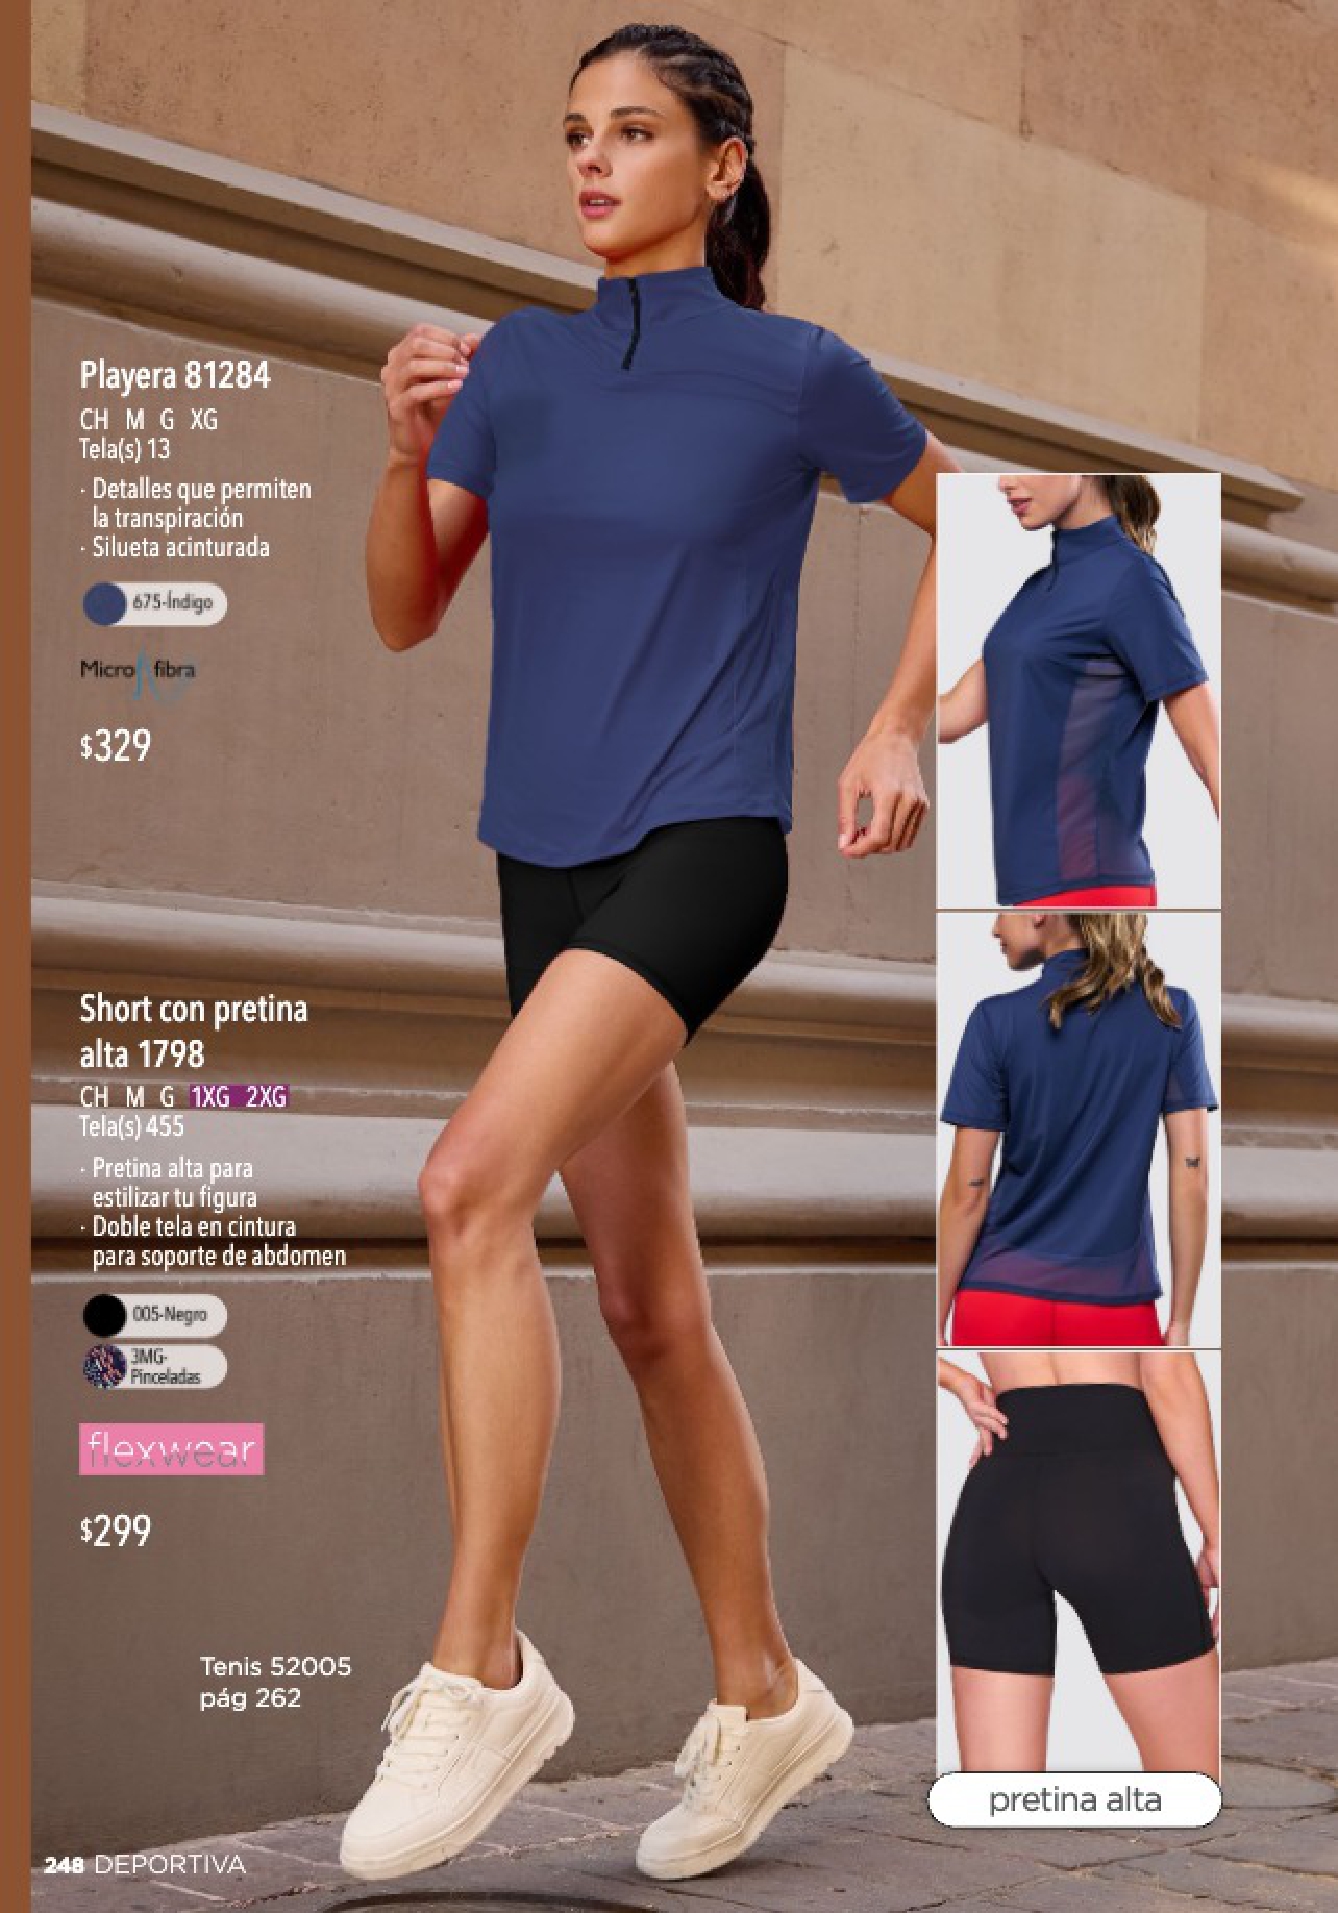 Playera 81284
CH M G XG
Tela(s) 13
· Detalles que permiten
la transpiración
· Silueta acinturada
675-Índigo
Micro fibra
$329
Short con pretina
alta 1798
CH M G 1XG 2XG
Tela(s) 455
· Pretina alta para
estilizar tu figura
· Doble tela en cintura
para soporte de abdomen
005-Negro
3MG-
Pinceladas
flexwear
$299
Tenis 52005
pág 262
pretina alta
248 DEPORTIVA